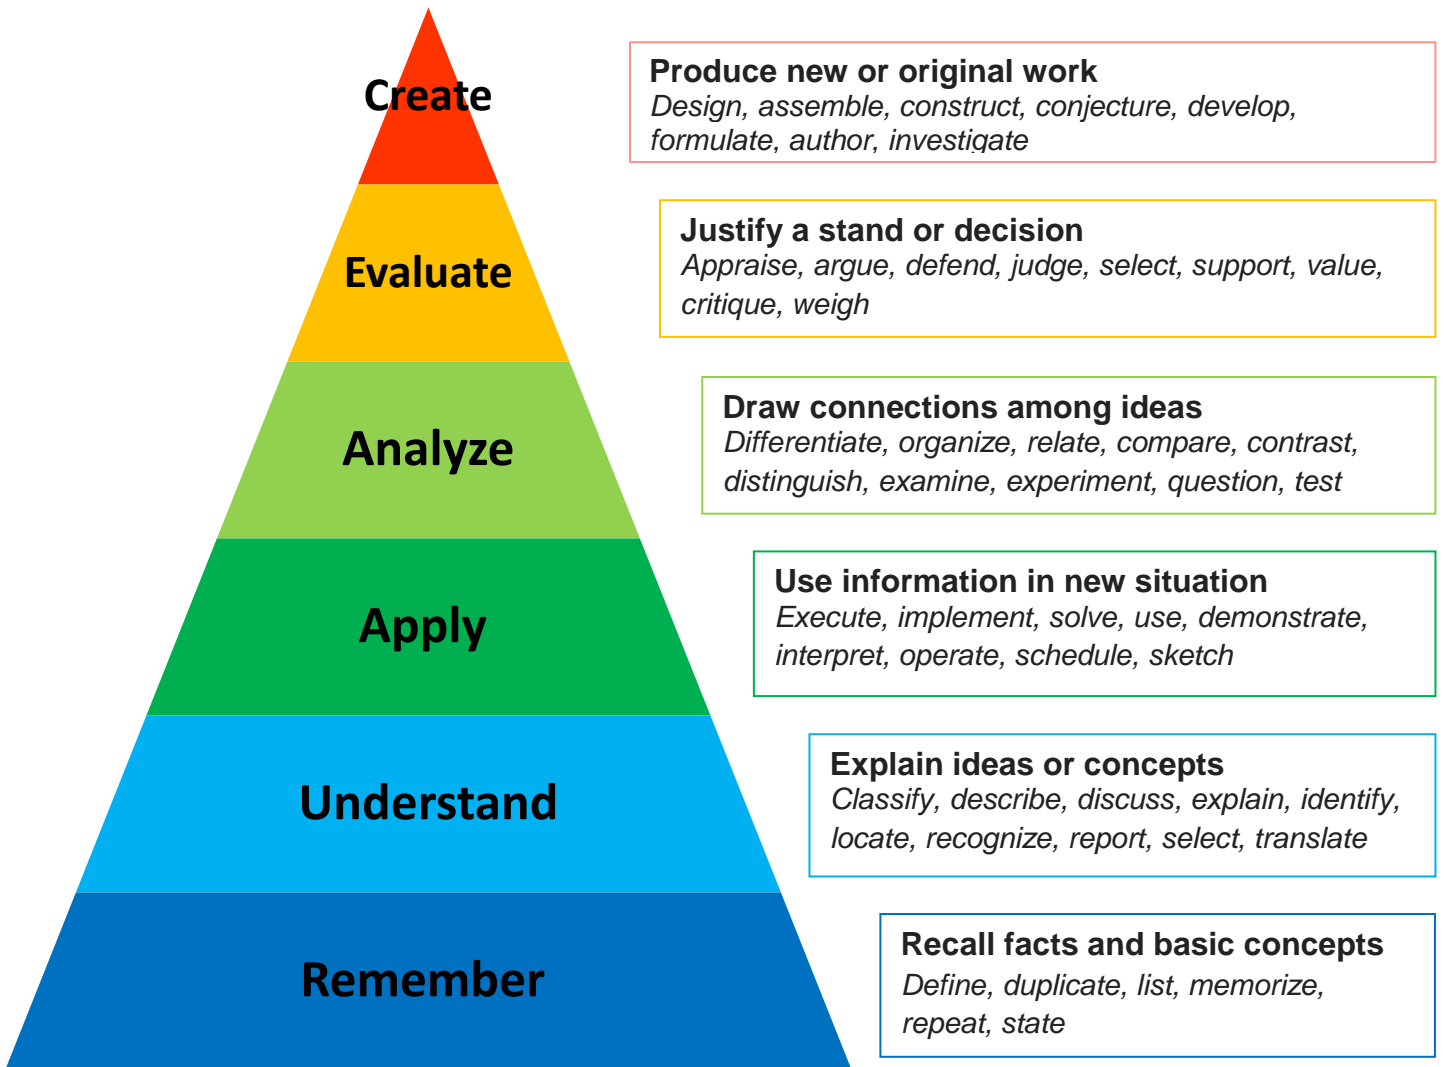 Create
Produce new or original work
Design, assemble, construct, conjecture, develop,
formulate, author, investigate
Evaluate
Justify a stand or decision
Appraise, argue, defend, judge, select, support, value,
critique, weigh
Analyze
Draw connections among ideas
Differentiate, organize, relate, compare, contrast,
distinguish, examine, experiment, question, test
Apply
Use information in new situation
Execute, implement, solve, use, demonstrate,
interpret, operate, schedule, sketch
Understand
Explain ideas or concepts
Classify, describe, discuss, explain, identify,
locate, recognize, report, select, translate
Remember
Recall facts and basic concepts
Define, duplicate, list, memorize,
repeat, state